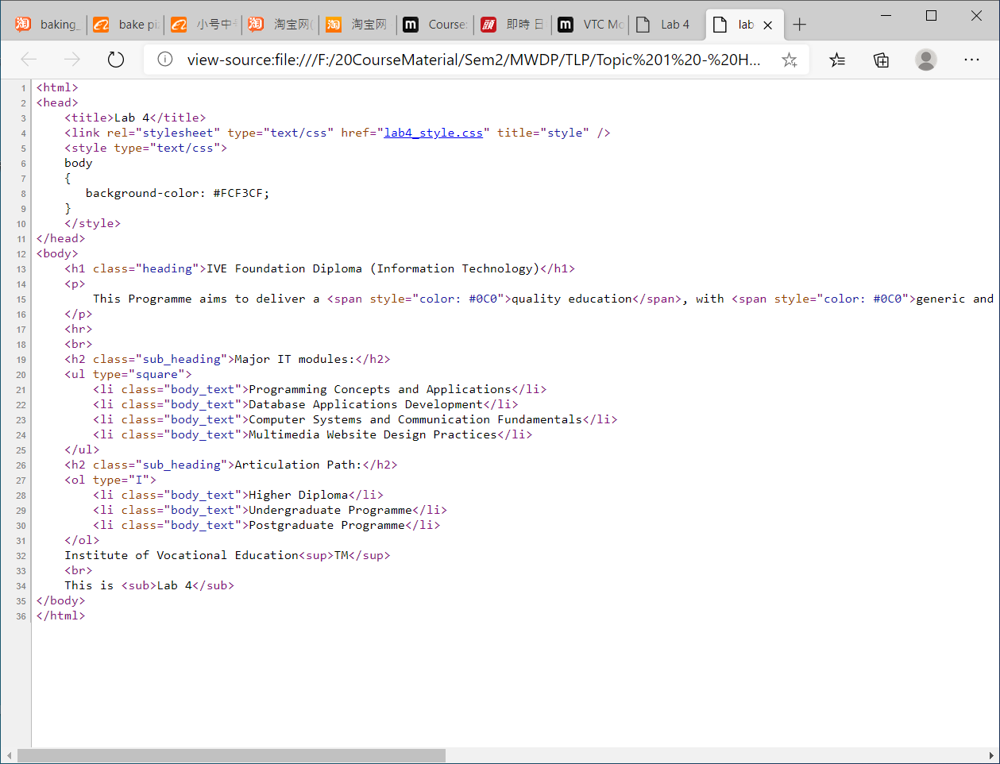 baking_
bake pi
小号中
淘宝网
淘宝网
Course
即時 日
VTC Mo
Lab 4
lab
view-source:file:///F:/20CourseMaterial/Sem2/MWDP/TLP/Topic%201%20-%20H...
1 <html>
2 <head>
3 <title>Lab 4</title>
4 <link rel="stylesheet" type="text/css" href="lab4_style.css" title="style" />
5 <style type="text/css">
6 body
7 {
8 background-color: #FCF3CF;
9 }
10 </style>
11 </head>
12 <body>
13 <h1 class="heading">IVE Foundation Diploma (Information Technology)</h1>
14 <p>
15 This Programme aims to deliver a <span style="color: #0C0">quality education</span>, with <span style="color: #0C0">generic and
16 </p>
17 <hr>
18 <br>
19 <h2 class="sub_heading">Major IT modules:</h2>
20 <ul type="square">
21 <li class="body_text">Programming Concepts and Applications</li>
22 <li class="body_text">Database Applications Development</li>
23 <li class="body_text">Computer Systems and Communication Fundamentals</li>
24 <li class="body_text">Multimedia Website Design Practices</li>
25 </ul>
26 <h2 class="sub_heading">Articulation Path:</h2>
27 <ol type="I">
28 <li class="body_text">Higher Diploma</li>
29 <li class="body_text">Undergraduate Programme</li>
30 <li class="body_text">Postgraduate Programme</li>
31 </ol>
32 Institute of Vocational Education<sup>TM</sup>
33 <br>
34 This is <sub>Lab 4</sub>
35 </body>
36 </html>